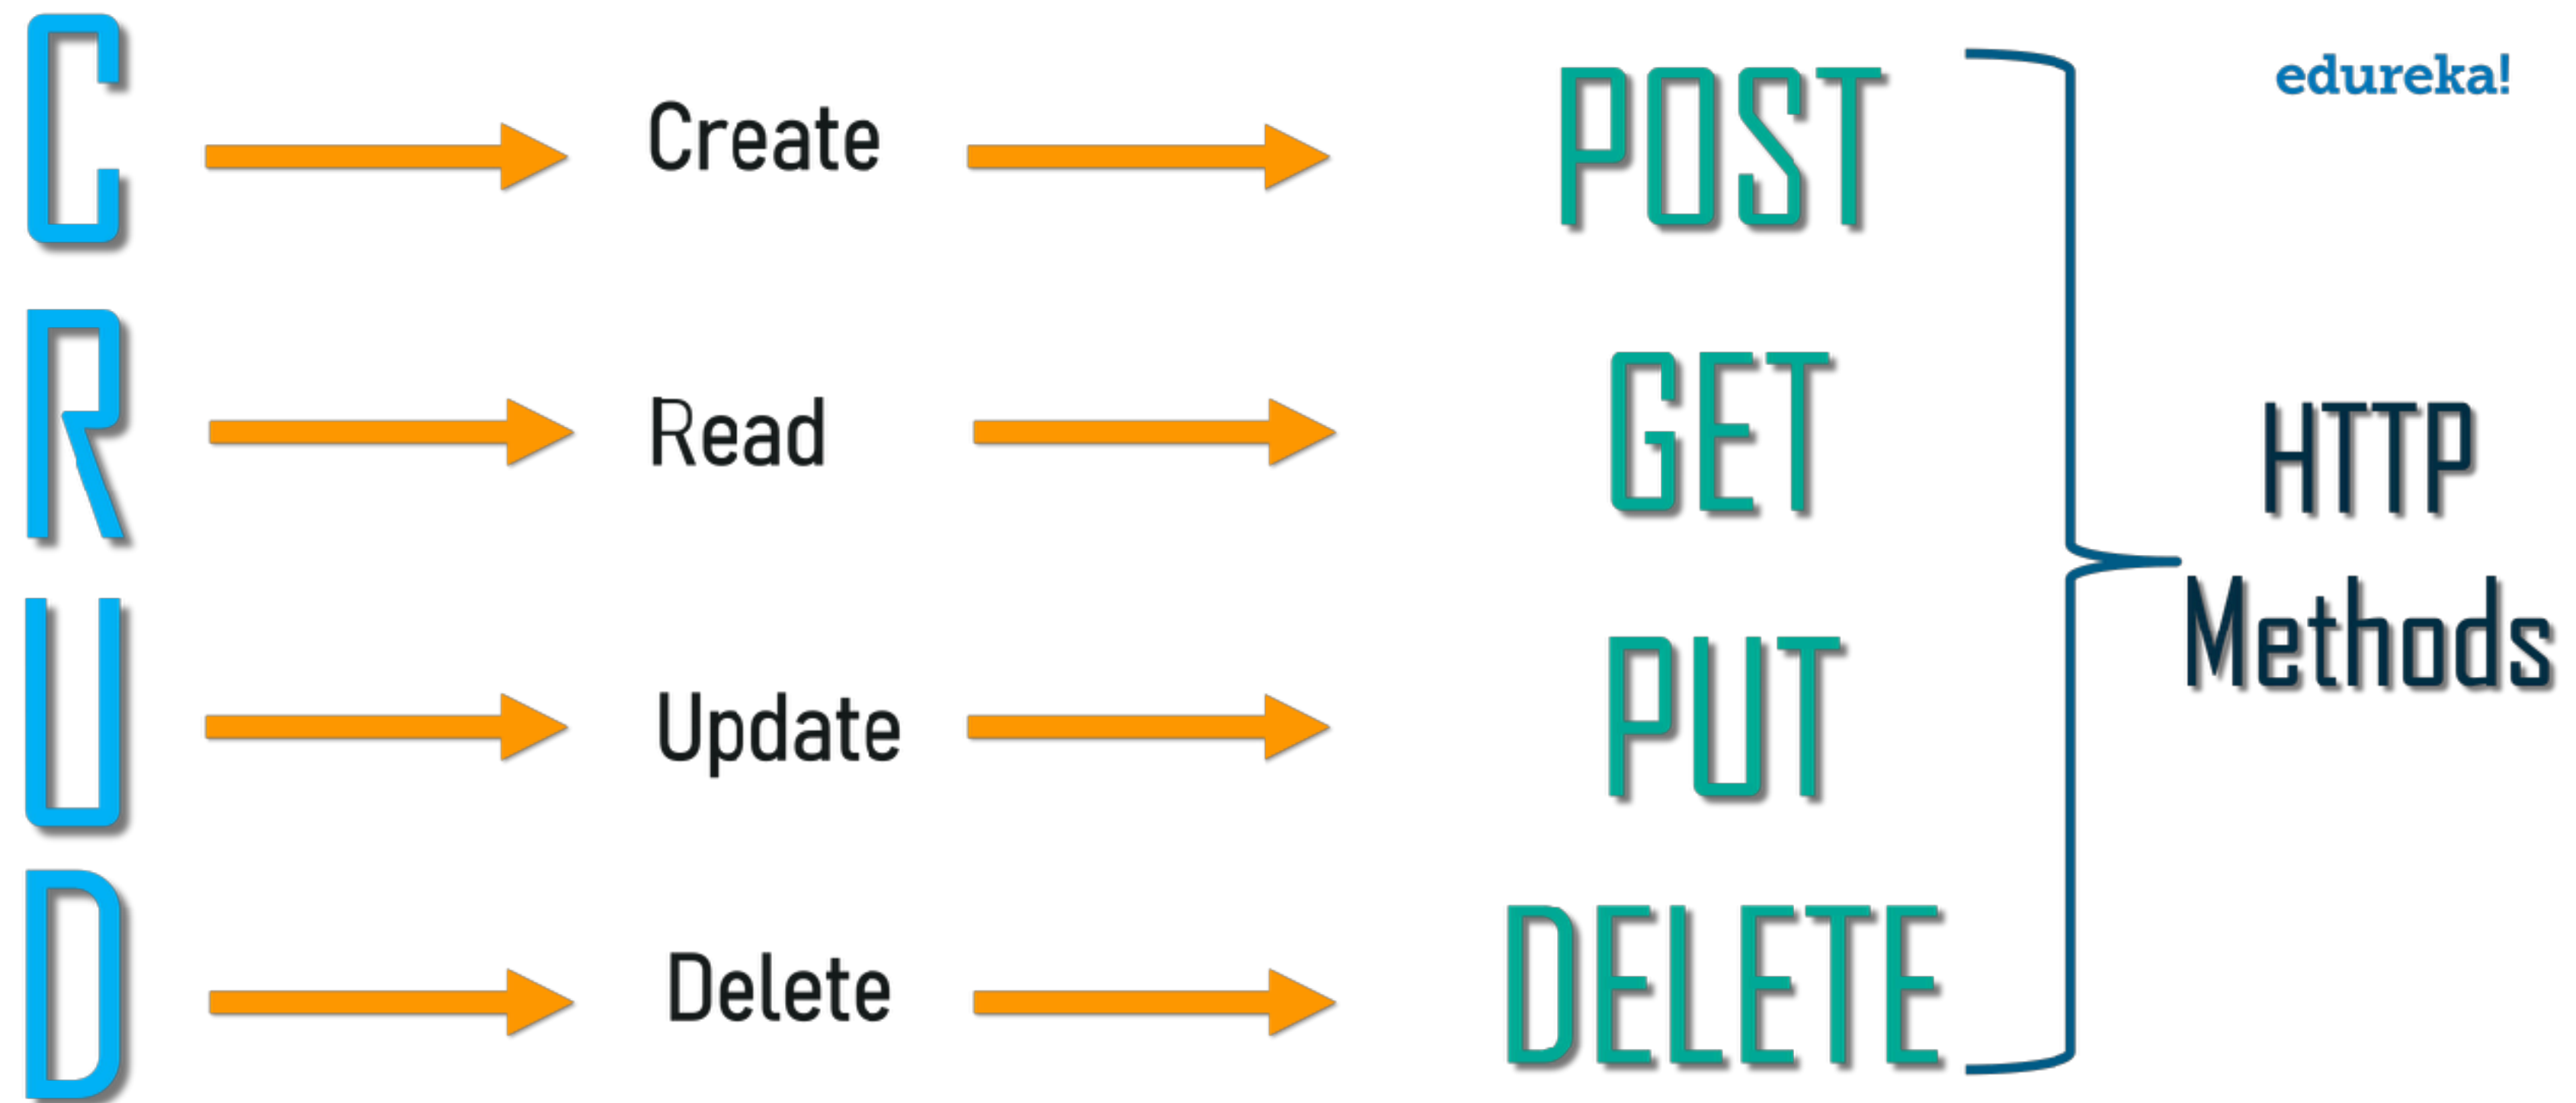 C Create POST
edureka!
R Read GET
HTTP
Methods
U Update PUT
D Delete DELETE